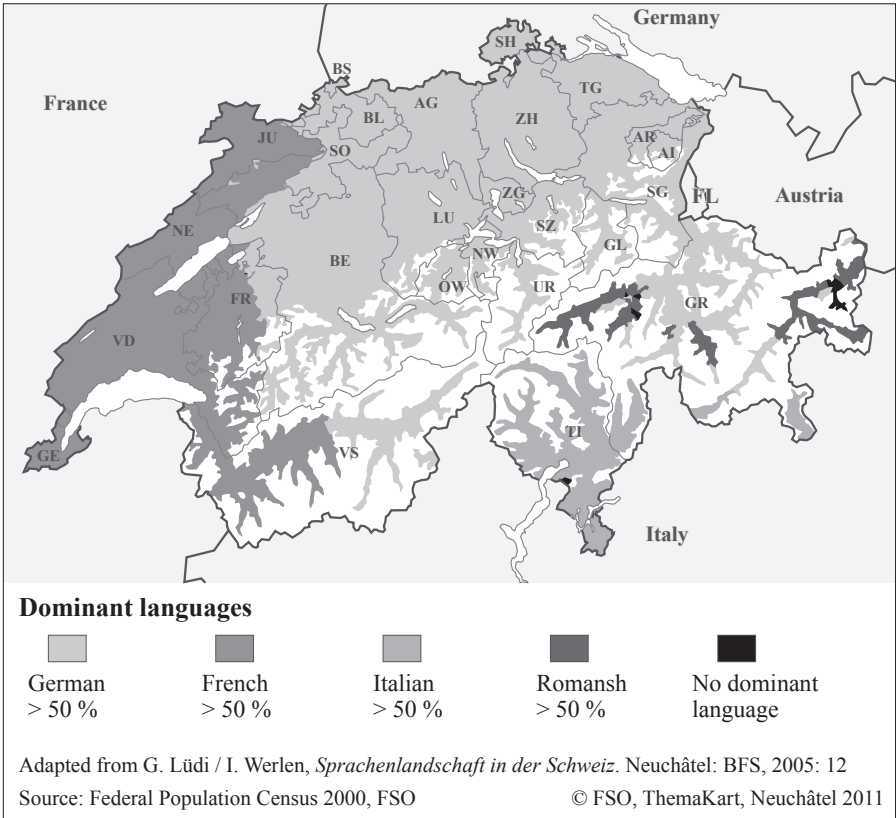 Germany
SH
BS
France
TG
AG
BL
ZH
JU
AR
SO
AI
ZG
SG
FL
Austria
LU
SZ
NE
NW
GL
BE
OW
UR
FR
GR
VD
TI
VS
GE
Italy
Dominant languages
German
> 50 %
French
> 50 %
Italian
> 50 %
Romansh
> 50 %
No dominant
language
Adapted from G. Lüdi / I. Werlen, Sprachenlandschaft in der Schweiz. Neuchâtel: BFS, 2005: 12
Source: Federal Population Census 2000, FSO © FSO, ThemaKart, Neuchâtel 2011